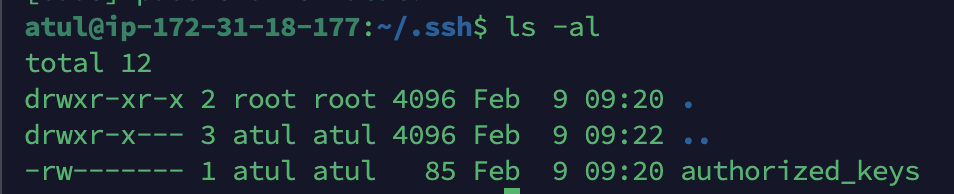 atul@ip-172-31-18-177:~/.ssh$ ls -al
total 12
drwxr-xr-x 2 root root 4096 Feb  9 09:20 .
drwxr-x--- 3 atul atul 4096 Feb  9 09:22 ..
-rw------- 1 atul atul   85 Feb  9 09:20 authorized_keys